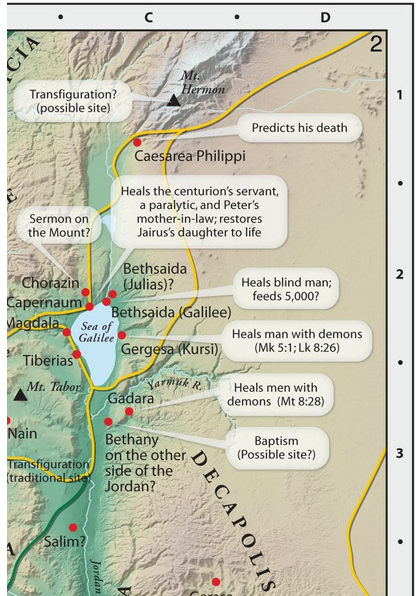 C
D
2
1
2
3
CIA
Mt.
Hermon
Transfiguration?
(possible site)
Predicts his death
Caesarea Philippi
Heals the centurion's servant,
a paralytic, and Peter's
mother-in-law; restores
Jairus's daughter to life
Sermon on
the Mount?
Chorazin
Capernaum
Magdala
Tiberias
Sea of
Galilee
Bethsaida
(Julias)?
Bethsaida (Galilee)
Gergesa (Kursi)
Heals blind man;
feeds 5,000?
Heals man with demons
(Mk 5:1; Lk 8:26)
Mt. Tabor
Yarmuk R.
Gadara
Heals men with
demons (Mt 8:28)
Nain
Bethany
on the other
side of the
Jordan?
Baptism
(Possible site?)
Transfiguration
(traditional site)
DECAPOLIS
Salim?
Jordan